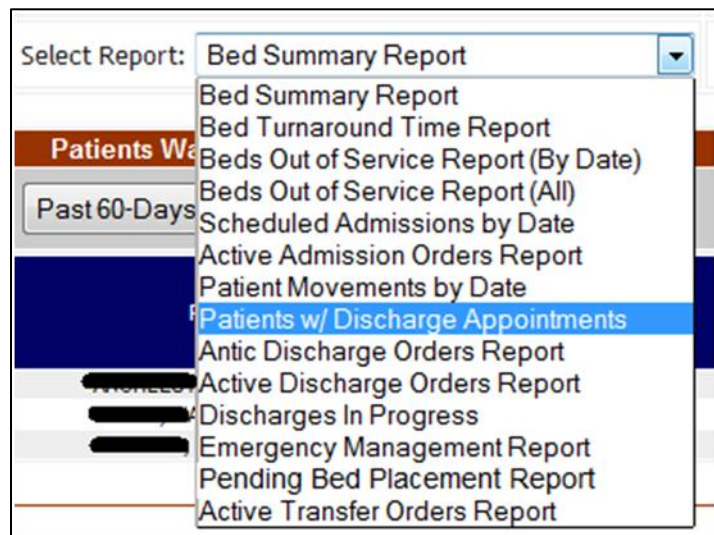 Select Report: Bed Summary Report
Bed Summary Report
Bed Turnaround Time Report
Patients Wa
Beds Out of Service Report (By Date)
Beds Out of Service Report (All)
Past 60-Days
Scheduled Admissions by Date
Active Admission Orders Report
Patient Movements by Date
Patients w/ Discharge Appointments
Antic Discharge Orders Report
Active Discharge Orders Report
Discharges In Progress
Emergency Management Report
Pending Bed Placement Report
Active Transfer Orders Report